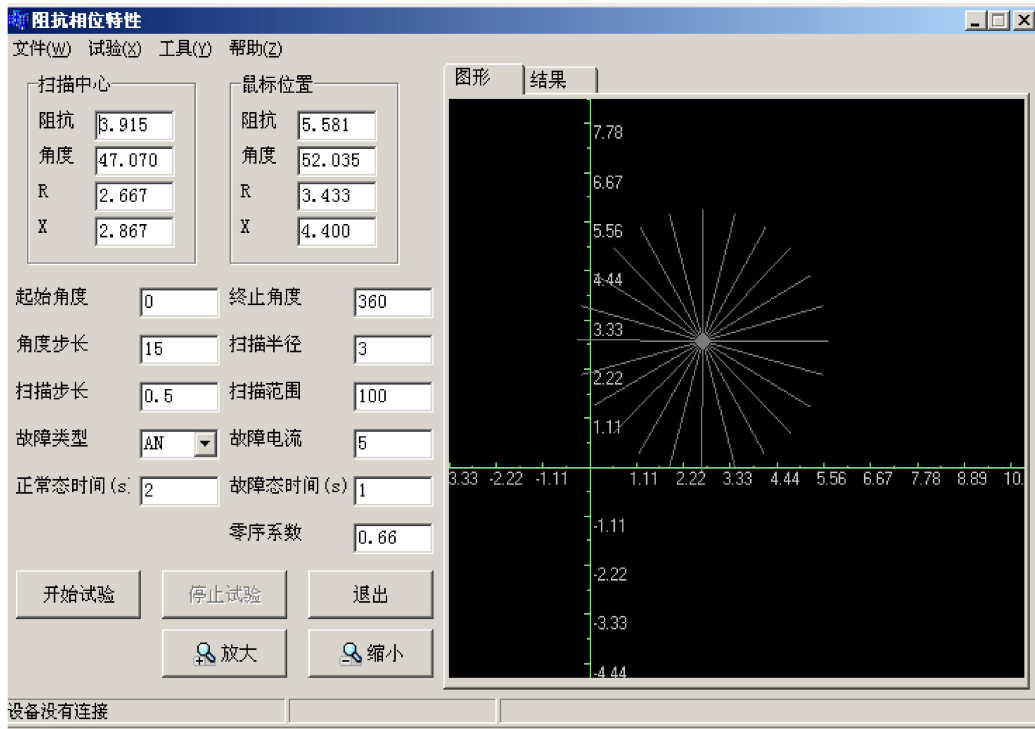 阻抗相位特性
文件(W) 试验(X) 工具(Y) 帮助(Z)
扫描中心
阻抗 3.915
角度 47.070
R 2.667
X 2.867
鼠标位置
阻抗 5.581
角度 52.035
R 3.433
X 4.400
起始角度 0 终止角度 360
角度步长 15 扫描半径 3
扫描步长 0.5 扫描范围 100
故障类型 AN 故障电流 5
正常态时间(s) 2 故障态时间(s) 1
零序系数 0.66
开始试验 停止试验 退出
放大 缩小
图形 结果
7.78
6.67
5.56
4.44
3.33
2.22
1.11
3.33 -2.22 -1.11 1.11 2.22 3.33 4.44 5.56 6.67 7.78 8.89 10.
-1.11
-2.22
-3.33
-4.44
设备没有连接